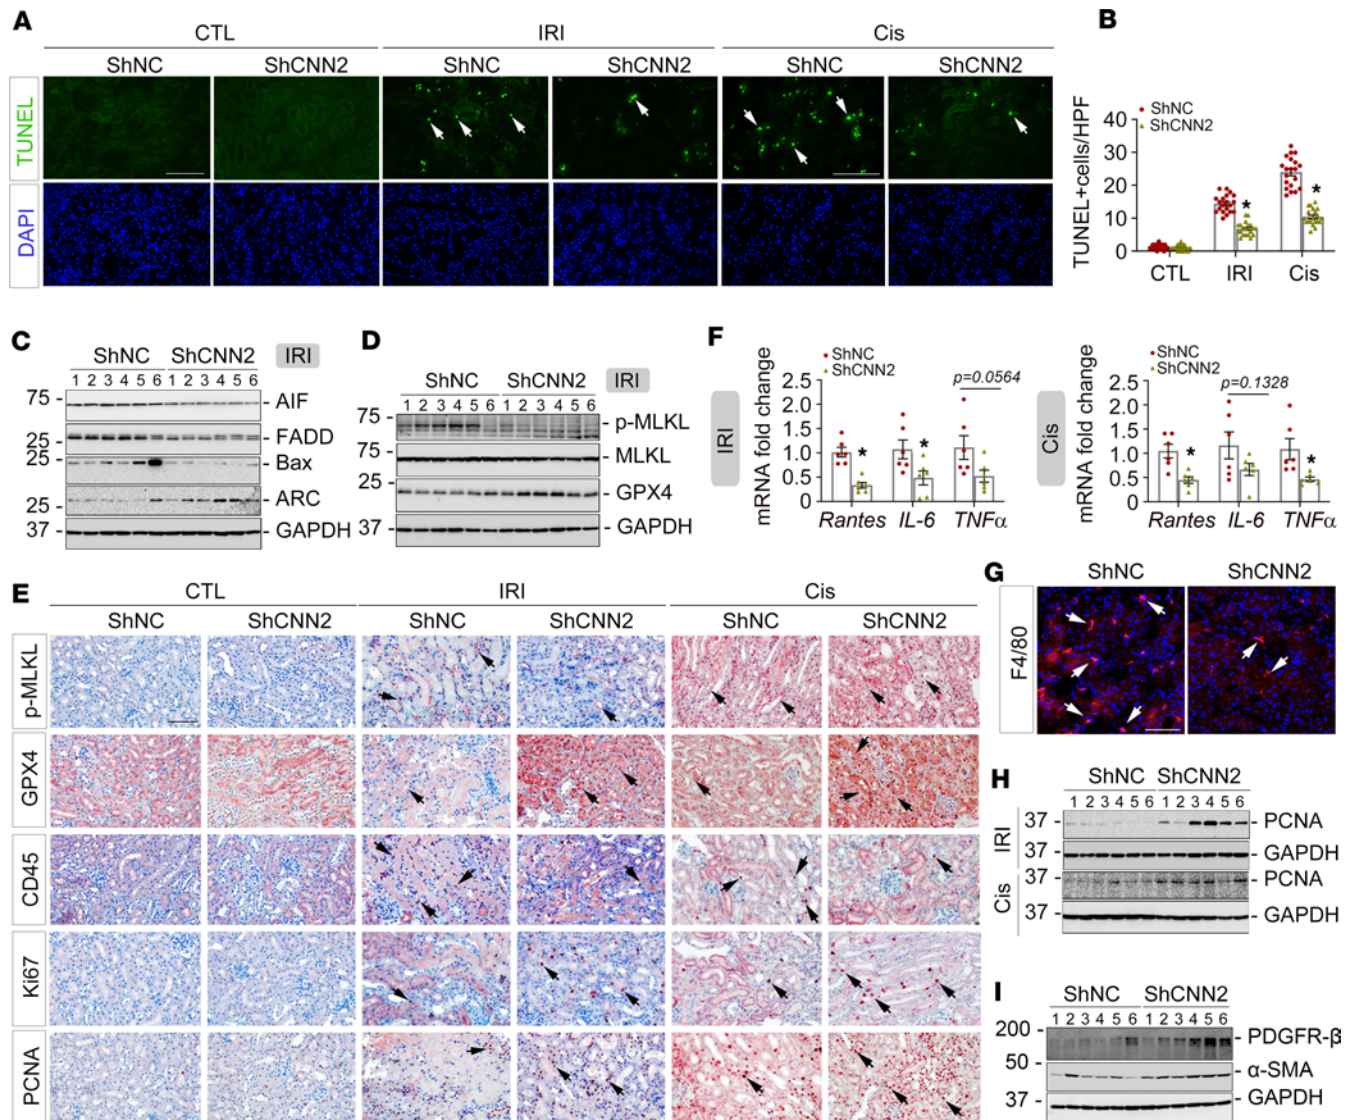 A
CTL IRI Cis
ShNC ShCNN2 ShNC ShCNN2 ShNC ShCNN2
TUNEL
DAPI
B
ShNC
ShCNN2
TUNEL+cells/HPF
40
30
20
10
0
CTL IRI Cis
* *
C
ShNC ShCNN2 IRI
1 2 3 4 5 6 1 2 3 4 5 6
75 - - AIF
25 - - FADD
25 - - Bax
25 - - ARC
37 - - GAPDH
D
ShNC ShCNN2 IRI
1 2 3 4 5 6 1 2 3 4 5 6
75 - - p-MLKL
75 - - MLKL
25 - - GPX4
37 - - GAPDH
F
IRI
mRNA fold change
ShNC
ShCNN2
p=0.0564
2.5
2.0
1.5
1.0
0.5
0
* *
Rantes IL-6 TNFα
Cis
mRNA fold change
ShNC
ShCNN2
p=0.1328
2.5
2.0
1.5
1.0
0.5
0
* *
Rantes IL-6 TNFα
E
CTL IRI Cis
ShNC ShCNN2 ShNC ShCNN2 ShNC ShCNN2
p-MLKL
GPX4
CD45
Ki67
PCNA
G
ShNC ShCNN2
F4/80
H
ShNC ShCNN2
1 2 3 4 5 6 1 2 3 4 5 6
IRI
37 - - PCNA
37 - - GAPDH
Cis
37 - - PCNA
37 - - GAPDH
I
ShNC ShCNN2
1 2 3 4 5 6 1 2 3 4 5 6
200 - - PDGFR-β
50 - - α-SMA
37 - - GAPDH